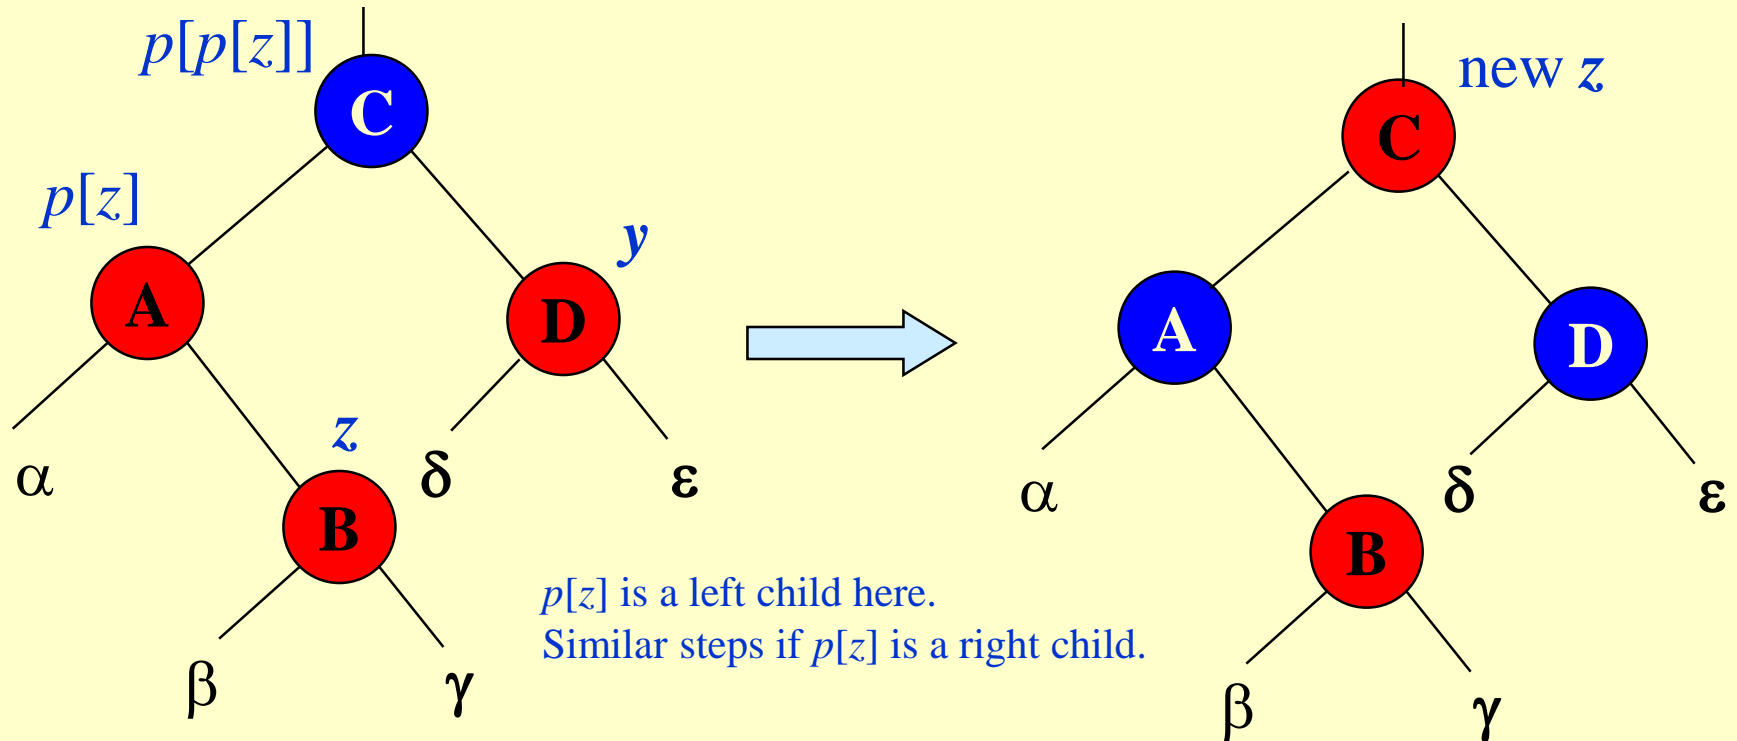 p[p[z]]
C
p[z]
A
y
D
z
α
δ
ε
B
β
γ
p[z] is a left child here.
Similar steps if p[z] is a right child.
new z
C
A
D
α
δ
ε
B
β
γ